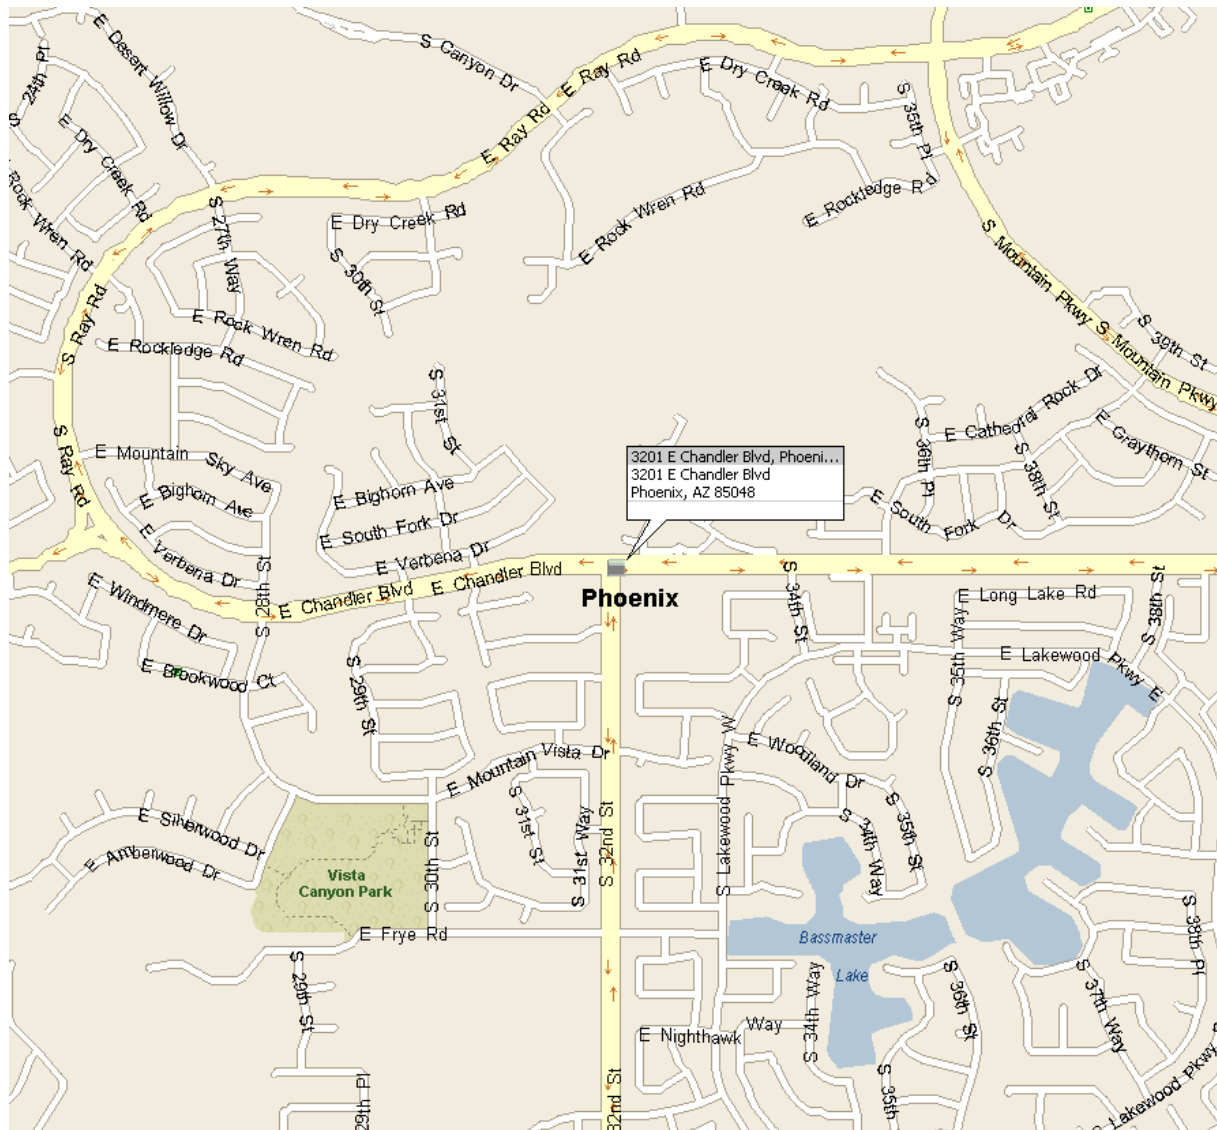 S Canyon Dr
E Ray Rd
E Dry Creek Rd
E Desert Willow Dr
S 24th Pl
E Dry Creek Rd
E Ray Rd
S 35th Pl
Rock Wren Rd
S 27th Way
E Dry Creek Rd
S 30th St
E Rock Wren Rd
E Rockledge Rd
S Mountain Pkwy
S Mountain Pkwy
S 39th St
S Ray Rd
E Rock Wren Rd
E Rockledge Rd
S 31st St
E Cathedral Rock Dr
E Graythorn St
S 36th Pl
S 38th St
S Ray Rd
E Mountain Sky Ave
E Bighorn Ave
E Bighorn Ave
3201 E Chandler Blvd, Phoeni...
3201 E Chandler Blvd
Phoenix, AZ 85048
E South Fork Dr
E South Fork Dr
E Verbena Dr
E Verbena Dr
S 28th St
E Chandler Blvd
E Chandler Blvd
Phoenix
E Windmere Dr
S 34th St
E Long Lake Rd
S 38th St
S 35th Way
E Lakewood Pkwy E
E Brookwood Ct
S 29th St
S 36th St
E Mountain Vista Dr
S Lakewood Pkwy W
E Woodland Dr
S 31st St
S 31st Way
S 32nd St
S 34th Way
S 35th St
E Silverwood Dr
E Amberwood Dr
S 30th St
Vista
Canyon Park
E Frye Rd
Bassmaster
Lake
S 38th Pl
S 29th St
S 34th Way
S 36th St
S 37th Way
E Nighthawk Way
29th Pl
32nd St
S 35th
S Lakewood Pkwy